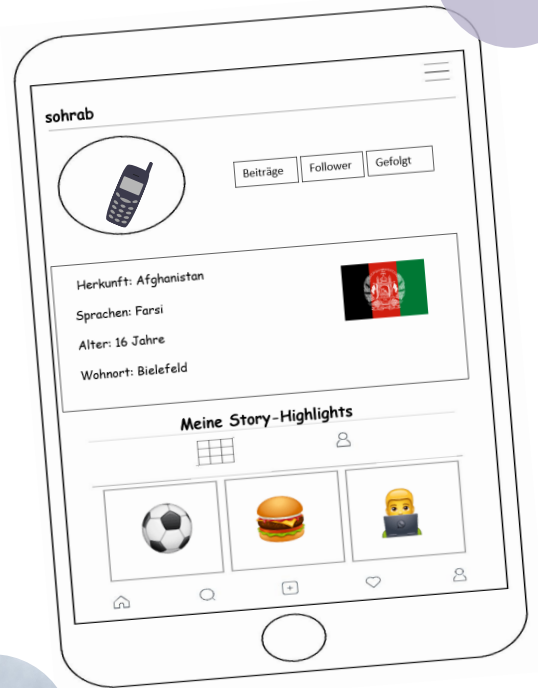 sohrab
Beiträge Follower Gefolgt
Herkunft: Afghanistan
Sprachen: Farsi
Alter: 16 Jahre
Wohnort: Bielefeld
Meine Story-Highlights